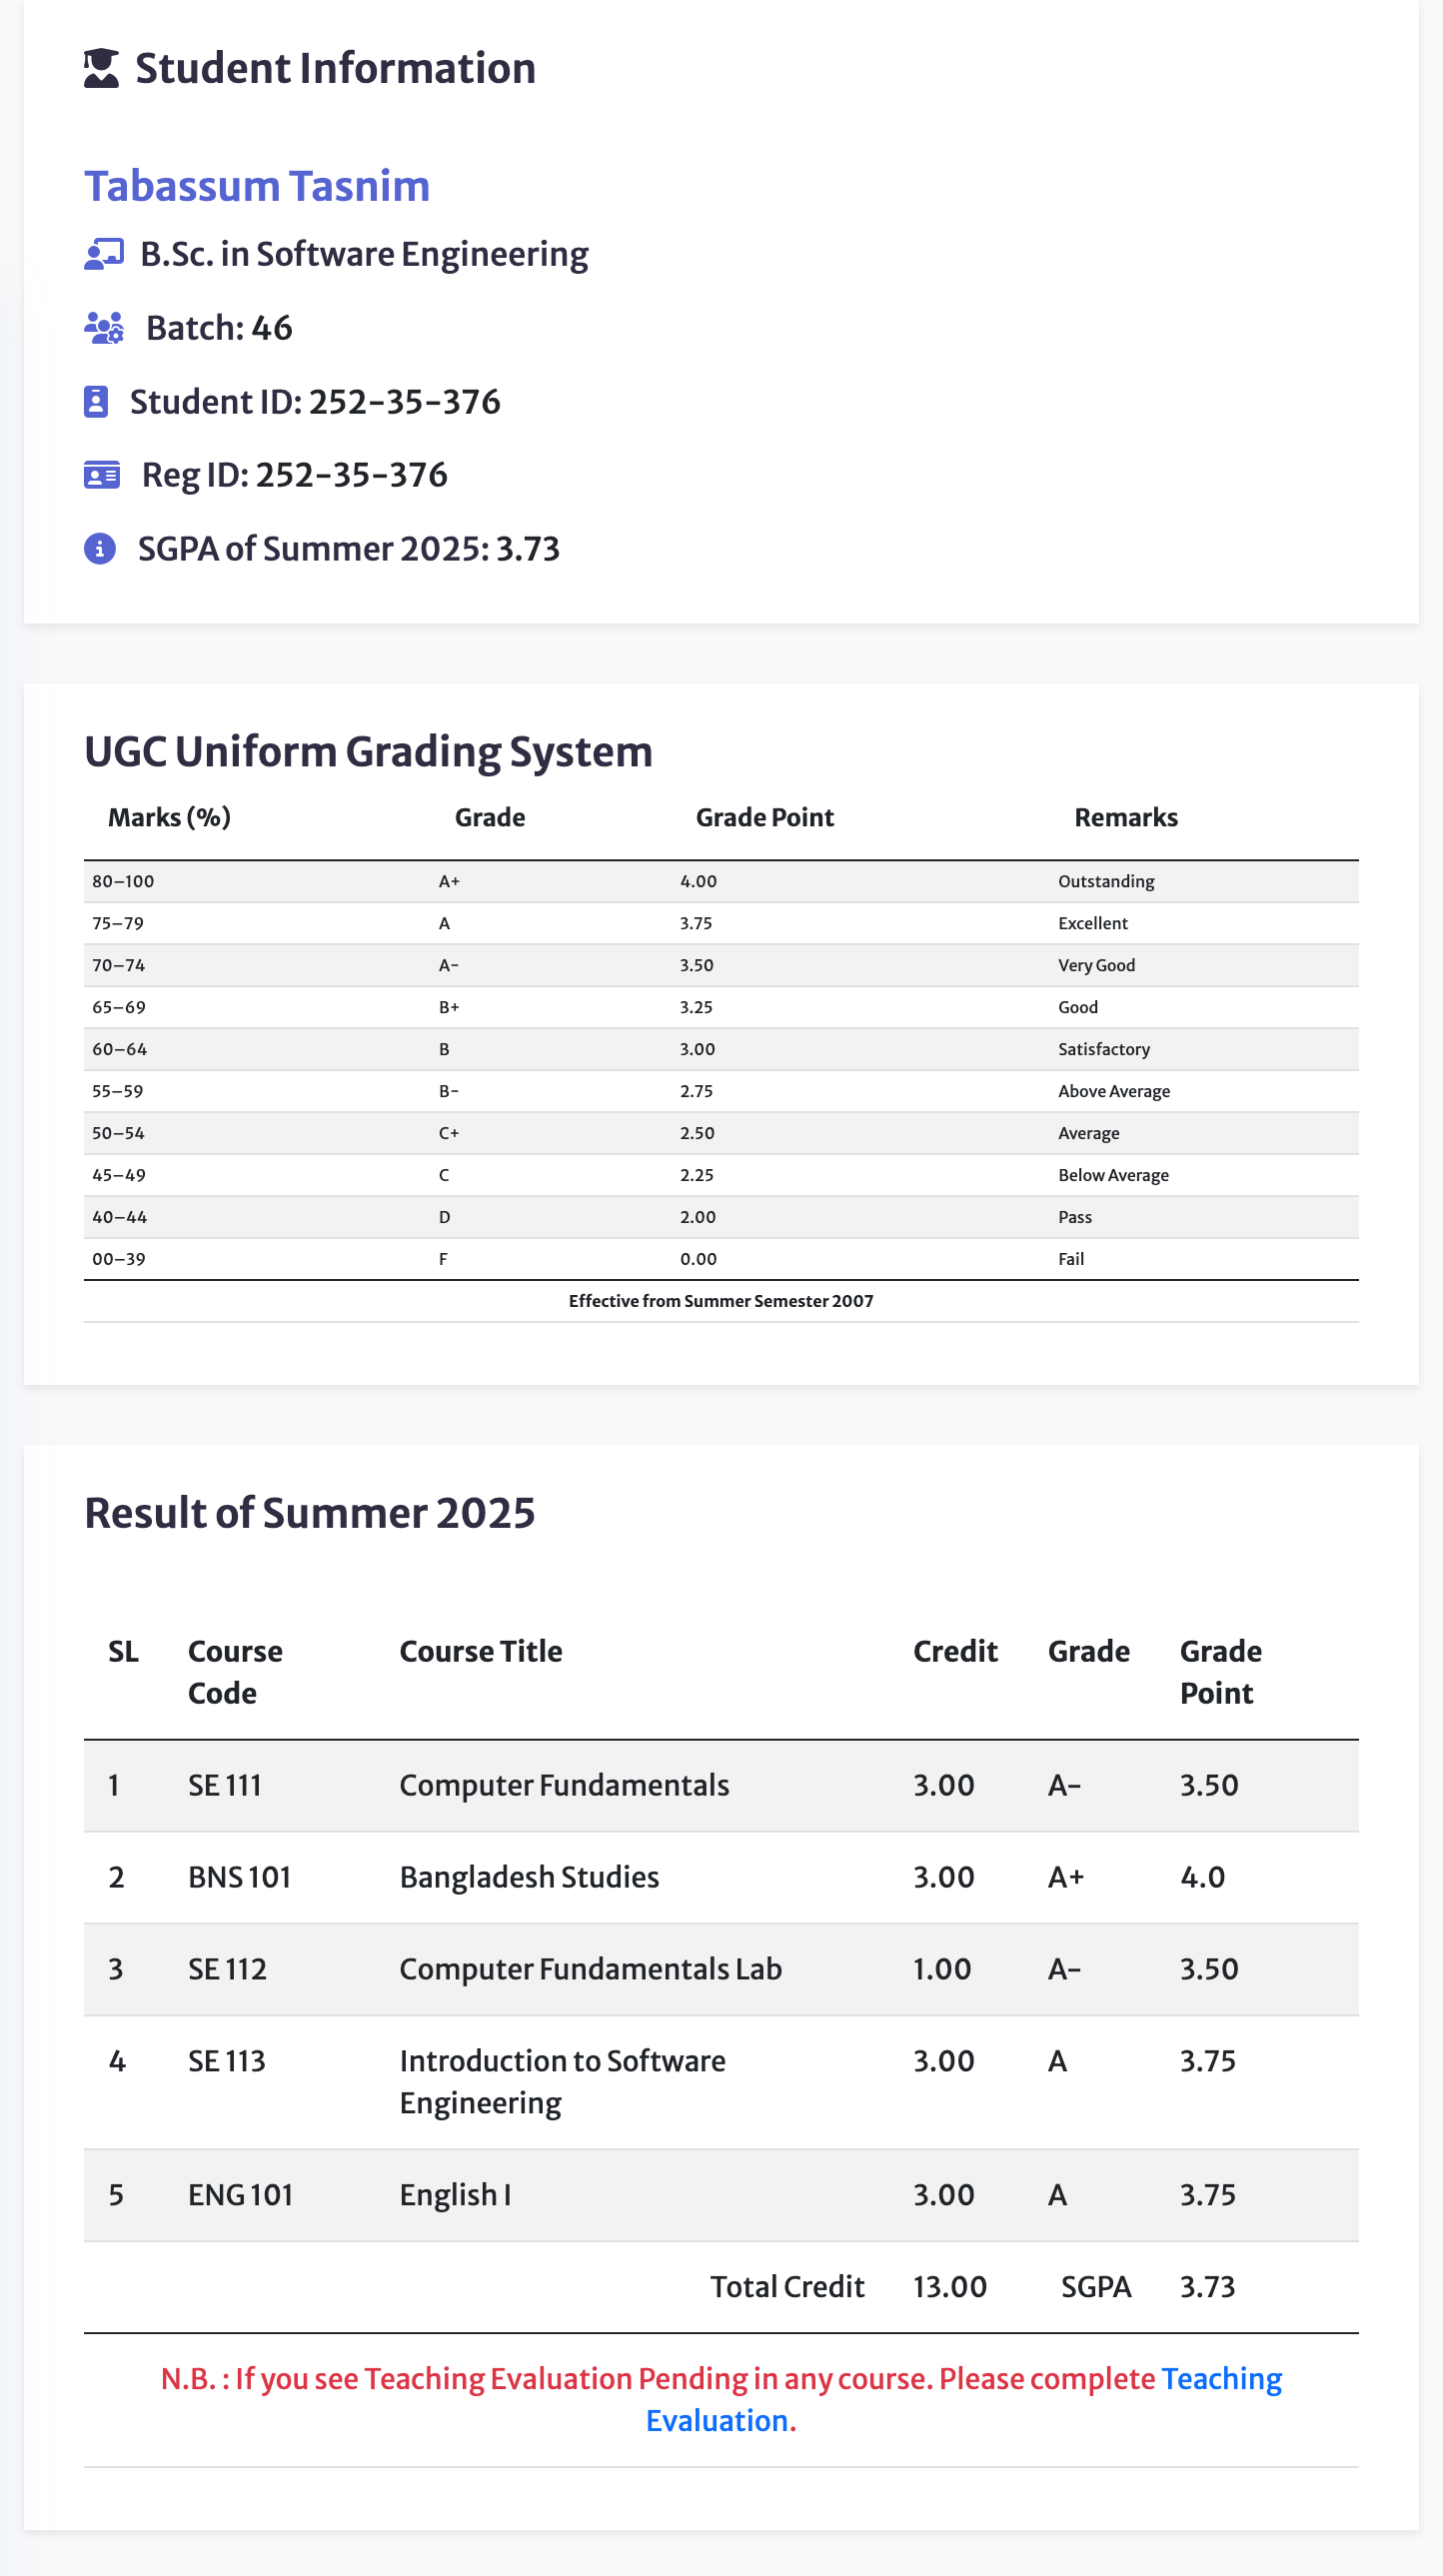 Student Information
Tabassum Tasnim
B.Sc. in Software Engineering
Batch: 46
Student ID: 252-35-376
Reg ID: 252-35-376
SGPA of Summer 2025: 3.73
UGC Uniform Grading System
Marks (%) Grade Grade Point Remarks
80–100 A+ 4.00 Outstanding
75–79 A 3.75 Excellent
70–74 A- 3.50 Very Good
65–69 B+ 3.25 Good
60–64 B 3.00 Satisfactory
55–59 B- 2.75 Above Average
50–54 C+ 2.50 Average
45–49 C 2.25 Below Average
40–44 D 2.00 Pass
00–39 F 0.00 Fail
Effective from Summer Semester 2007
Result of Summer 2025
SL Course Code Course Title Credit Grade Grade Point
1 SE 111 Computer Fundamentals 3.00 A- 3.50
2 BNS 101 Bangladesh Studies 3.00 A+ 4.0
3 SE 112 Computer Fundamentals Lab 1.00 A- 3.50
4 SE 113 Introduction to Software Engineering 3.00 A 3.75
5 ENG 101 English I 3.00 A 3.75
Total Credit 13.00 SGPA 3.73
N.B. : If you see Teaching Evaluation Pending in any course. Please complete Teaching
Evaluation.